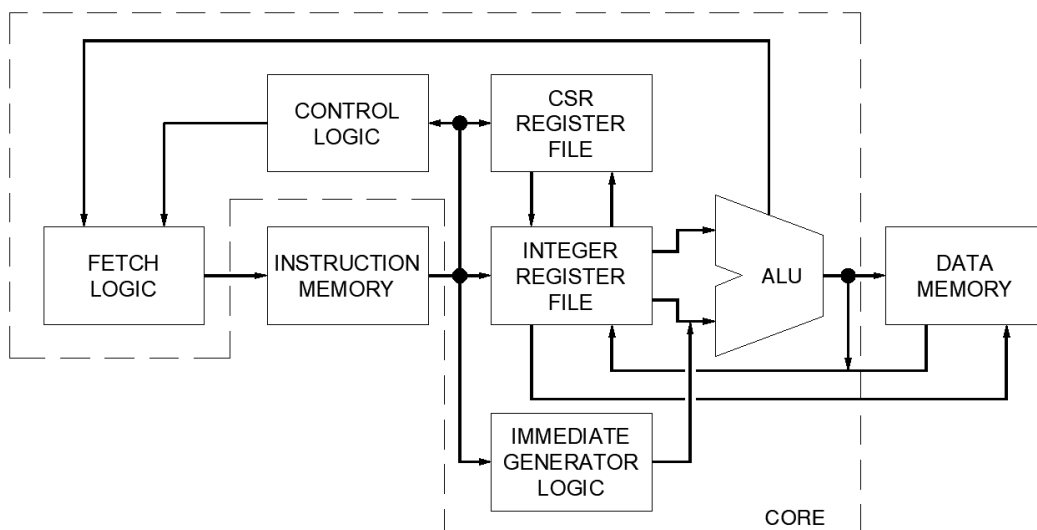 CONTROL
LOGIC
CSR
REGISTER
FILE
FETCH
LOGIC
INSTRUCTION
MEMORY
INTEGER
REGISTER
FILE
ALU
DATA
MEMORY
IMMEDIATE
GENERATOR
LOGIC
CORE